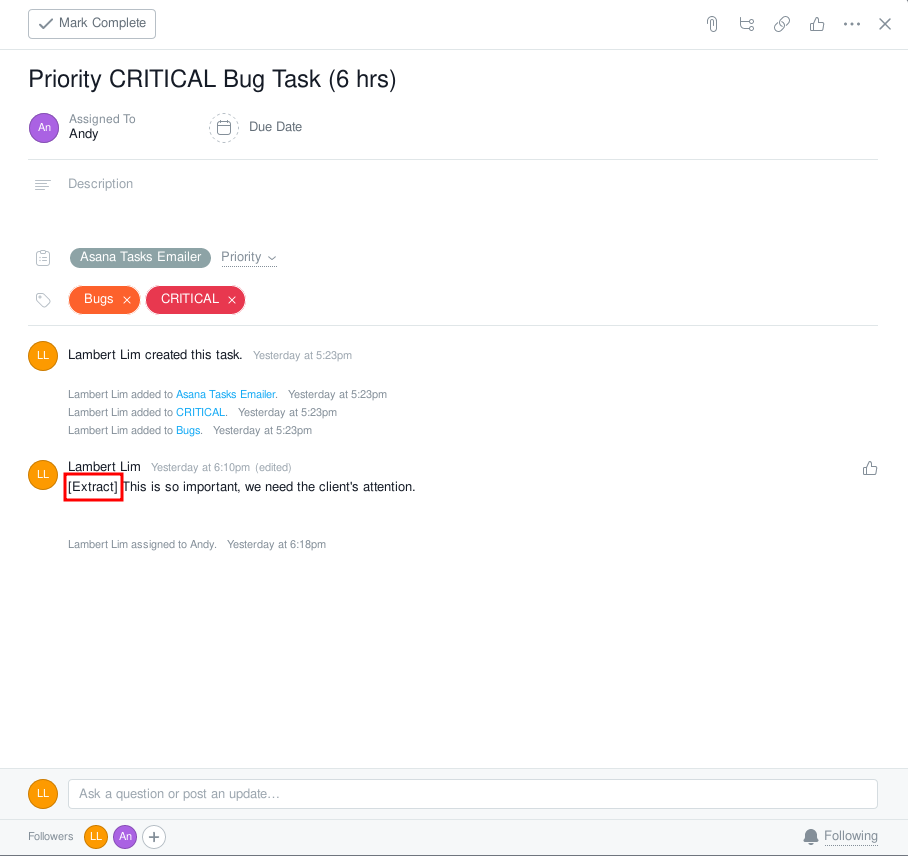 Mark Complete
Priority CRITICAL Bug Task (6 hrs)
An
Assigned To
Andy
Due Date
Description
Asana Tasks Emailer Priority
Bugs × CRITICAL ×
LL
Lambert Lim created this task. Yesterday at 5:23pm
Lambert Lim added to Asana Tasks Emailer. Yesterday at 5:23pm
Lambert Lim added to CRITICAL. Yesterday at 5:23pm
Lambert Lim added to Bugs. Yesterday at 5:23pm
LL
Lambert Lim Yesterday at 6:10pm (edited)
[Extract] This is so important, we need the client's attention.
Lambert Lim assigned to Andy. Yesterday at 6:18pm
LL
Ask a question or post an update…
Followers LL An + Following